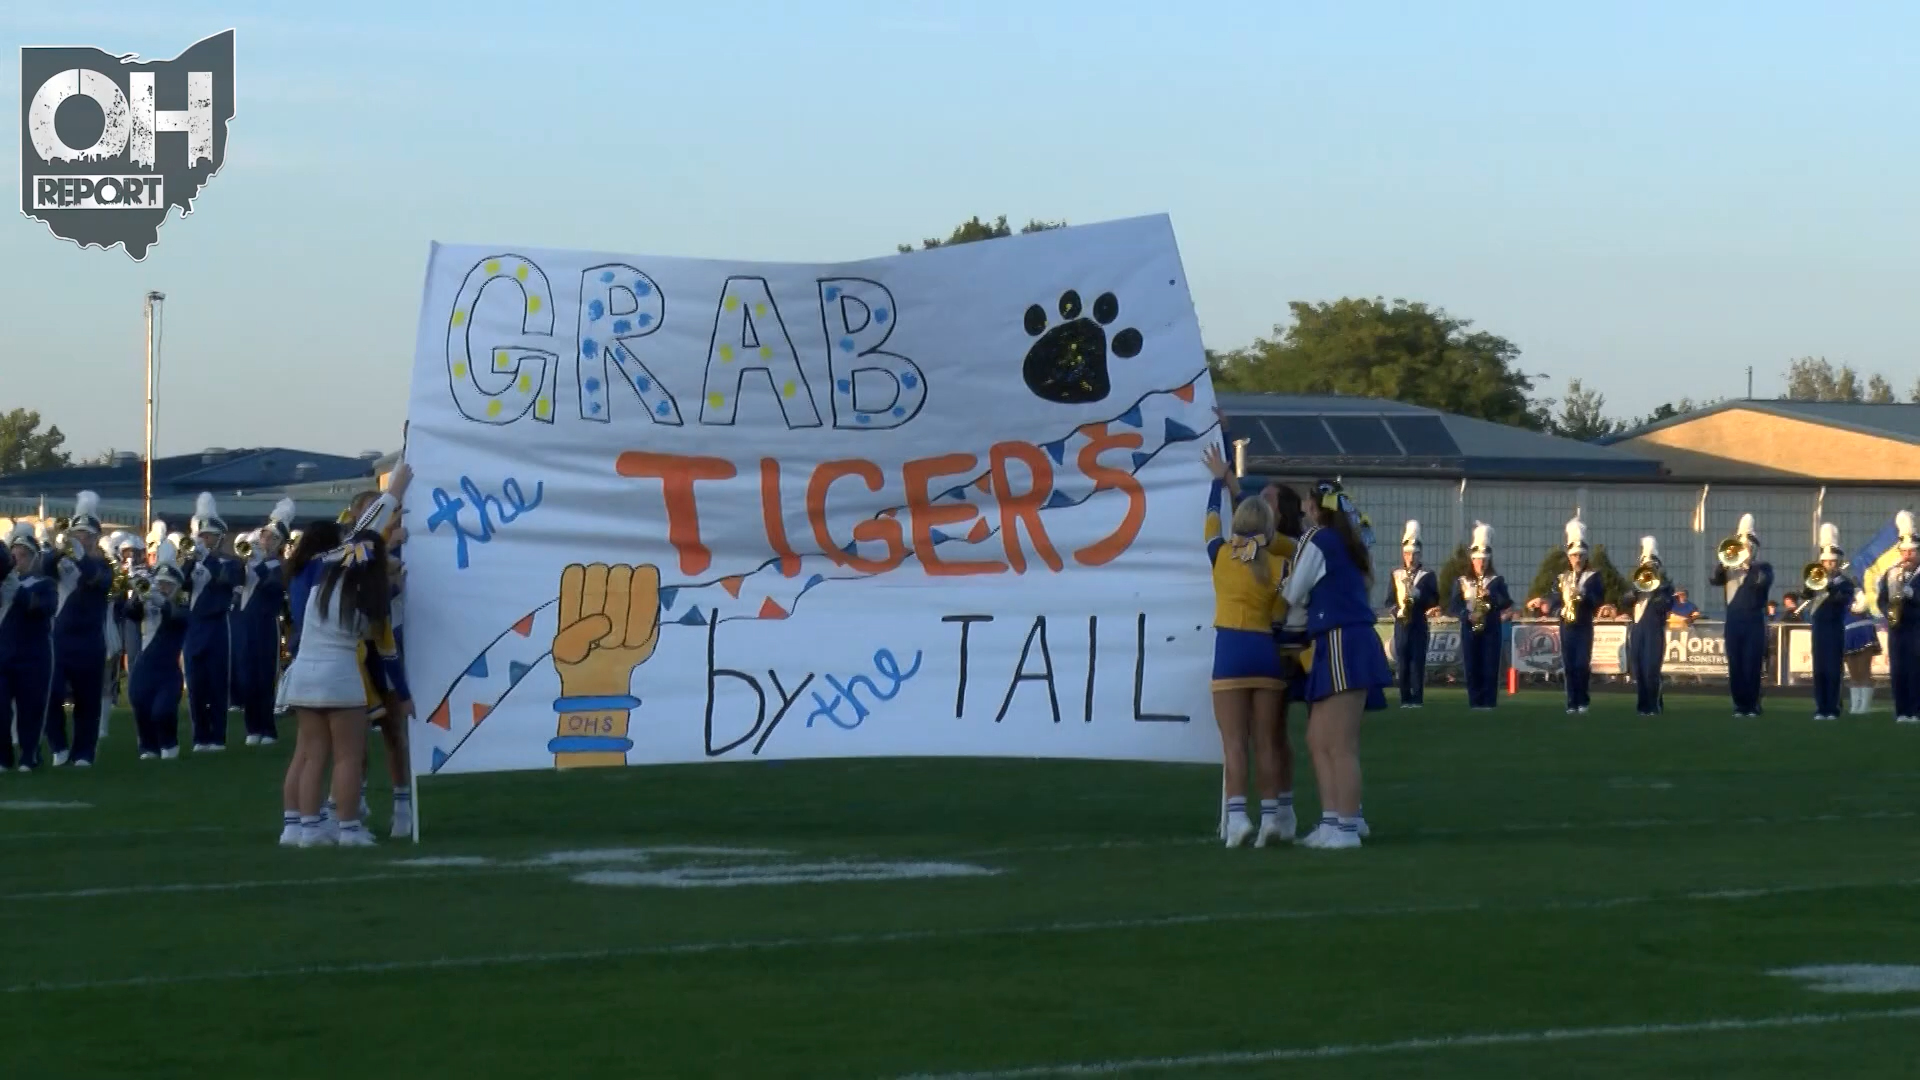 OH
REPORT
GRAB
the TIGERS
by the TAIL
OHS